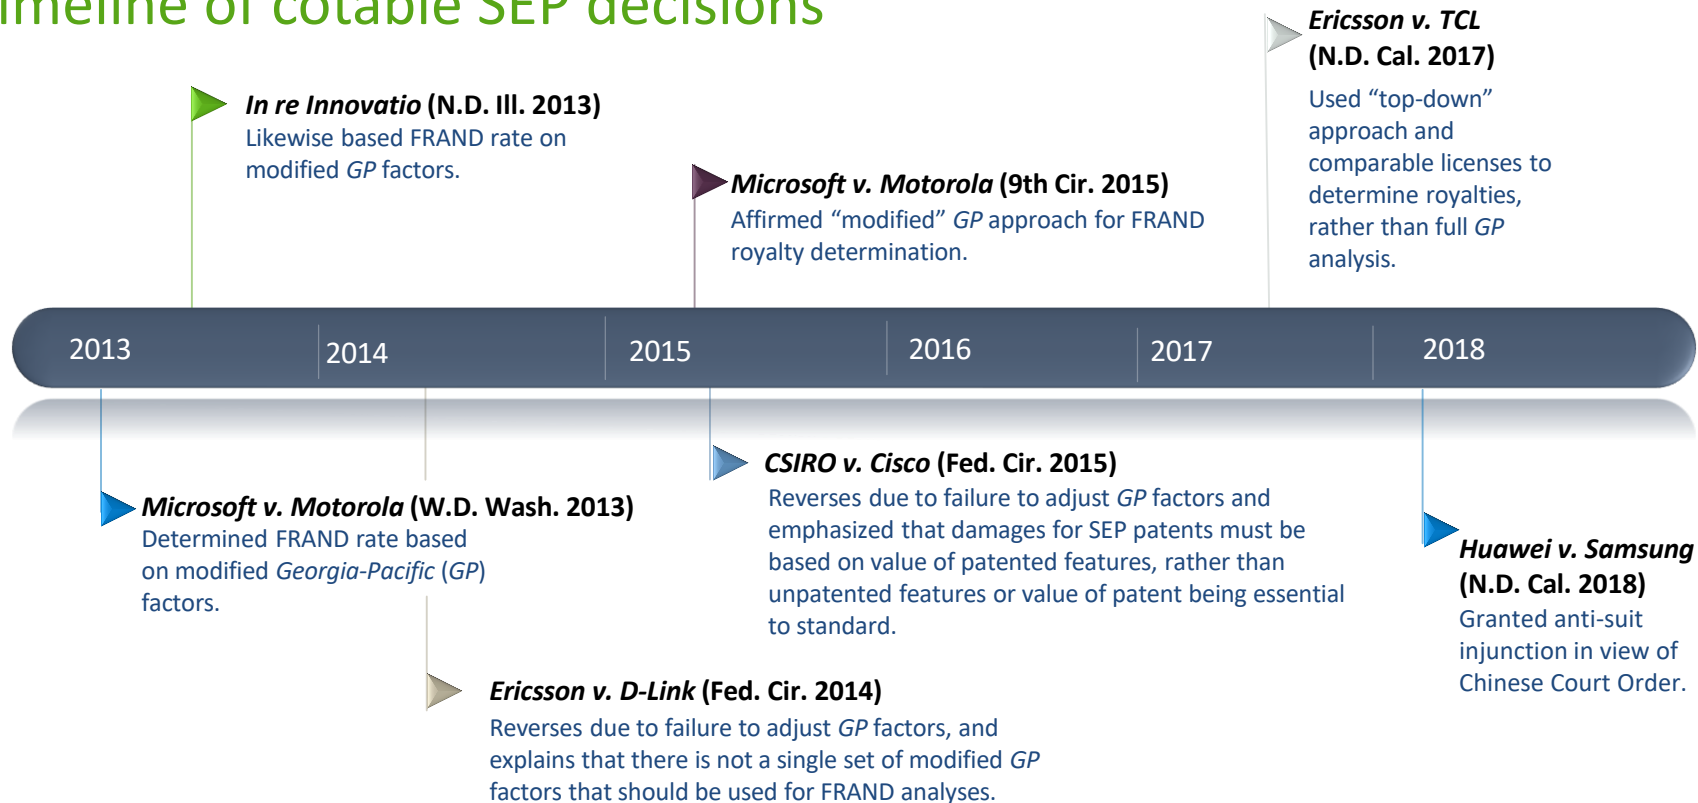 imeline of cotable SEP decisions
Ericsson v. TCL
(N.D. Cal. 2017)
Used “top-down”
approach and
comparable licenses to
determine royalties,
rather than full GP
analysis.
In re Innovatio (N.D. Ill. 2013)
Likewise based FRAND rate on
modified GP factors.
Microsoft v. Motorola (9th Cir. 2015)
Affirmed “modified” GP approach for FRAND
royalty determination.
2013
2014
2015
2016
2017
2018
Microsoft v. Motorola (W.D. Wash. 2013)
Determined FRAND rate based
on modified Georgia-Pacific (GP)
factors.
CSIRO v. Cisco (Fed. Cir. 2015)
Reverses due to failure to adjust GP factors and
emphasized that damages for SEP patents must be
based on value of patented features, rather than
unpatented features or value of patent being essential
to standard.
Huawei v. Samsung
(N.D. Cal. 2018)
Granted anti-suit
injunction in view of
Chinese Court Order.
Ericsson v. D-Link (Fed. Cir. 2014)
Reverses due to failure to adjust GP factors, and
explains that there is not a single set of modified GP
factors that should be used for FRAND analyses.